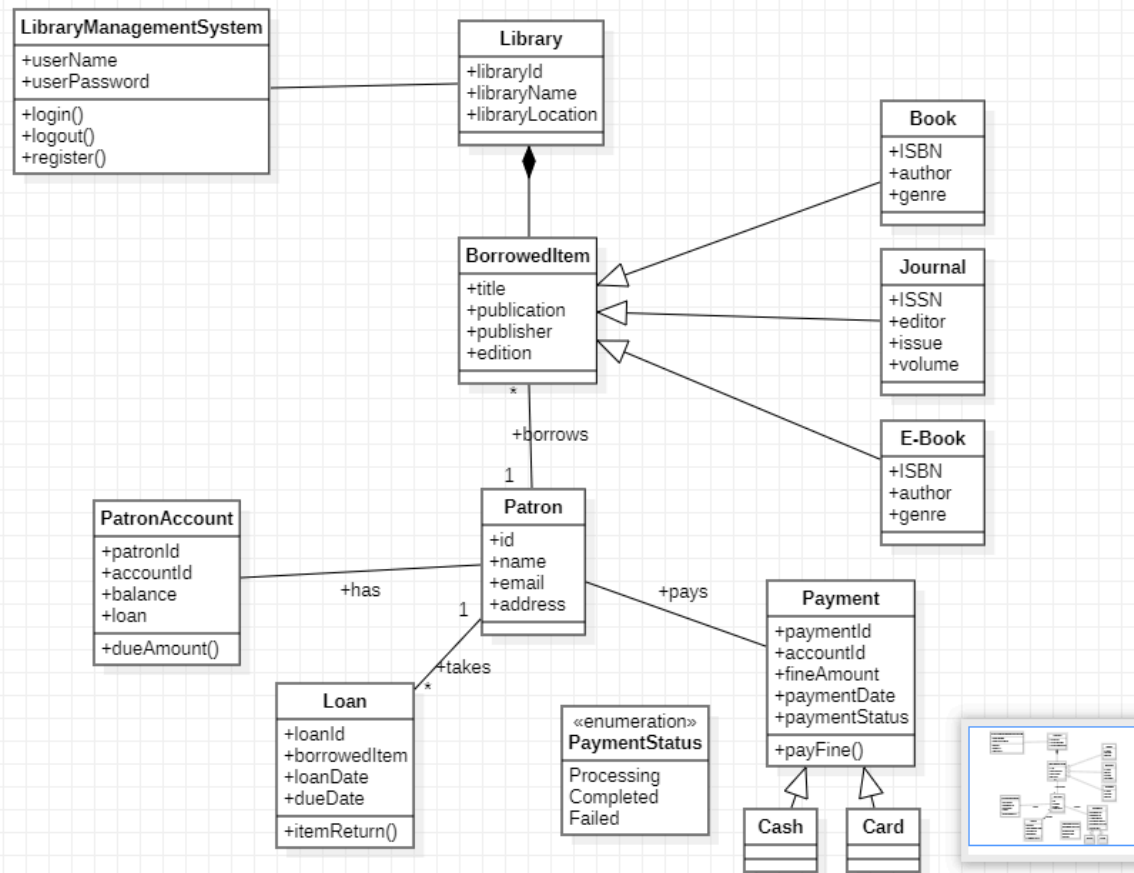 LibraryManagementSystem
+userName
+userPassword
+login()
+logout()
+register()
Library
+libraryId
+libraryName
+libraryLocation
Book
+ISBN
+author
+genre
BorrowedItem
+title
+publication
+publisher
+edition
Journal
+ISSN
+editor
+issue
+volume
*
+borrows
1
E-Book
+ISBN
+author
+genre
PatronAccount
+patronId
+accountId
+balance
+loan
+dueAmount()
+has
Patron
+id
+name
+email
+address
+pays
1
+takes
*
Payment
+paymentId
+accountId
+fineAmount
+paymentDate
+paymentStatus
+payFine()
Loan
+loanId
+borrowedItem
+loanDate
+dueDate
+itemReturn()
«enumeration»
PaymentStatus
Processing
Completed
Failed
Cash
Card